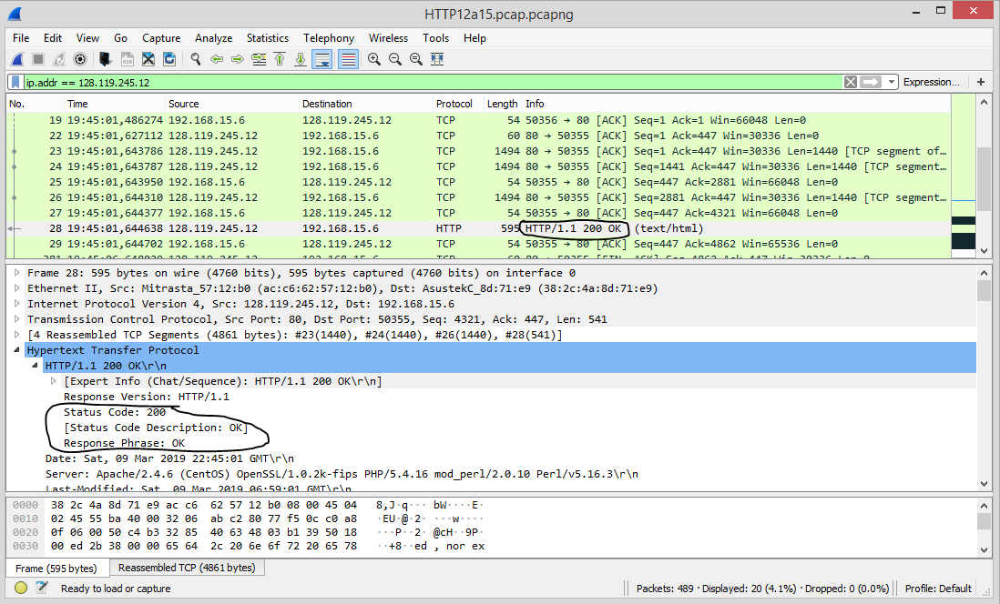 HTTP12a15.pcap.pcapng
File Edit View Go Capture Analyze Statistics Telephony Wireless Tools Help
ip.addr == 128.119.245.12 Expression... +
No. Time Source Destination Protocol Length Info
19 19:45:01,486274 192.168.15.6 128.119.245.12 TCP 54 50356 → 80 [ACK] Seq=1 Ack=1 Win=66048 Len=0
22 19:45:01,627112 128.119.245.12 192.168.15.6 TCP 60 80 → 50355 [ACK] Seq=1 Ack=447 Win=30336 Len=0
23 19:45:01,643786 128.119.245.12 192.168.15.6 TCP 1494 80 → 50355 [ACK] Seq=1 Ack=447 Win=30336 Len=1440 [TCP segment of…
24 19:45:01,643787 128.119.245.12 192.168.15.6 TCP 1494 80 → 50355 [ACK] Seq=1441 Ack=447 Win=30336 Len=1440 [TCP segment…
25 19:45:01,643950 192.168.15.6 128.119.245.12 TCP 54 50355 → 80 [ACK] Seq=447 Ack=2881 Win=66048 Len=0
26 19:45:01,644310 128.119.245.12 192.168.15.6 TCP 1494 80 → 50355 [ACK] Seq=2881 Ack=447 Win=30336 Len=1440 [TCP segment…
27 19:45:01,644377 192.168.15.6 128.119.245.12 TCP 54 50355 → 80 [ACK] Seq=447 Ack=4321 Win=66048 Len=0
28 19:45:01,644638 128.119.245.12 192.168.15.6 HTTP 595 HTTP/1.1 200 OK (text/html)
29 19:45:01,644702 192.168.15.6 128.119.245.12 TCP 54 50355 → 80 [ACK] Seq=447 Ack=4862 Win=65536 Len=0
Frame 28: 595 bytes on wire (4760 bits), 595 bytes captured (4760 bits) on interface 0
Ethernet II, Src: Mitrasta_57:12:b0 (ac:c6:62:57:12:b0), Dst: AsustekC_8d:71:e9 (38:2c:4a:8d:71:e9)
Internet Protocol Version 4, Src: 128.119.245.12, Dst: 192.168.15.6
Transmission Control Protocol, Src Port: 80, Dst Port: 50355, Seq: 4321, Ack: 447, Len: 541
[4 Reassembled TCP Segments (4861 bytes): #23(1440), #24(1440), #26(1440), #28(541)]
Hypertext Transfer Protocol
HTTP/1.1 200 OK\r\n
[Expert Info (Chat/Sequence): HTTP/1.1 200 OK\r\n]
Response Version: HTTP/1.1
Status Code: 200
[Status Code Description: OK]
Response Phrase: OK
Date: Sat, 09 Mar 2019 22:45:01 GMT\r\n
Server: Apache/2.4.6 (CentOS) OpenSSL/1.0.2k-fips PHP/5.4.16 mod_perl/2.0.10 Perl/v5.16.3\r\n
Last-Modified: Sat, 09 Mar 2019 06:59:01 GMT\r\n
0000 38 2c 4a 8d 71 e9 ac c6 62 57 12 b0 08 00 45 04 8,J·q··· bW····E·
0010 02 45 55 ba 40 00 32 06 ab c2 80 77 f5 0c c0 a8 ·EU·@·2· ···w····
0020 0f 06 00 50 c4 b3 32 85 40 63 48 03 b1 39 50 18 ···P··2· @cH··9P·
0030 00 ed 2b 38 00 00 65 64 2c 20 6e 6f 72 20 65 78 ··+8··ed , nor ex
Frame (595 bytes) Reassembled TCP (4861 bytes)
Ready to load or capture Packets: 489 · Displayed: 20 (4.1%) · Dropped: 0 (0.0%) Profile: Default